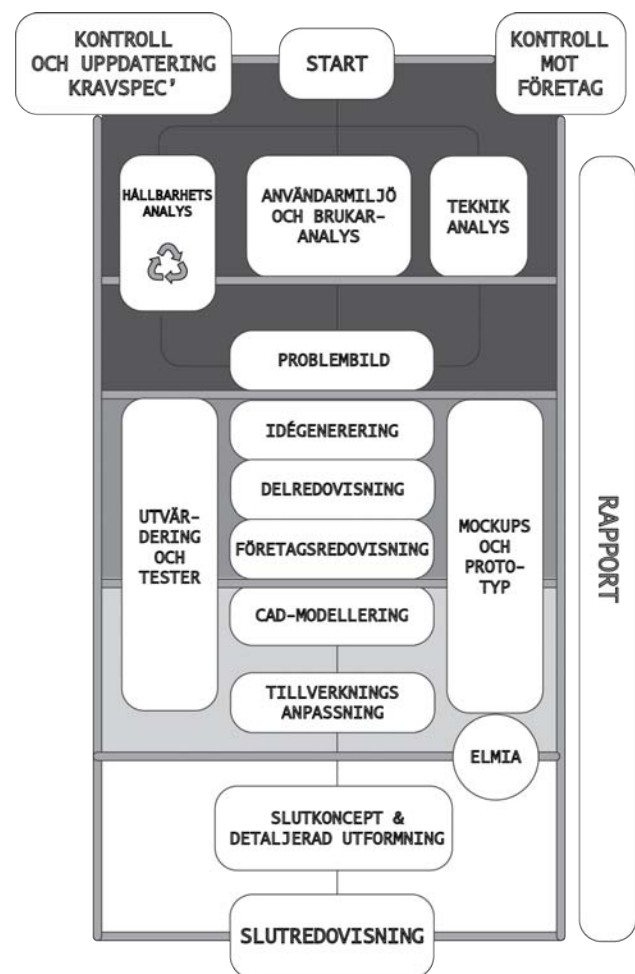 KONTROLL
OCH UPPDATERING
KRAVSPEC’
START
KONTROLL
MOT
FÖRETAG
HÅLLBARHETS
ANALYS
ANVÄNDARMILJÖ
OCH BRUKAR-
ANALYS
TEKNIK
ANALYS
PROBLEMBILD
IDÉGENERERING
DELREDOVISNING
FÖRETAGSREDOVISNING
UTVÄR-
DERING
OCH
TESTER
MOCKUPS
OCH
PROTO-
TYP
CAD-MODELLERING
TILLVERKNINGS
ANPASSNING
ELMIA
SLUTKONCEPT &
DETALJERAD UTFORMNING
SLUTREDOVISNING
RAPPORT